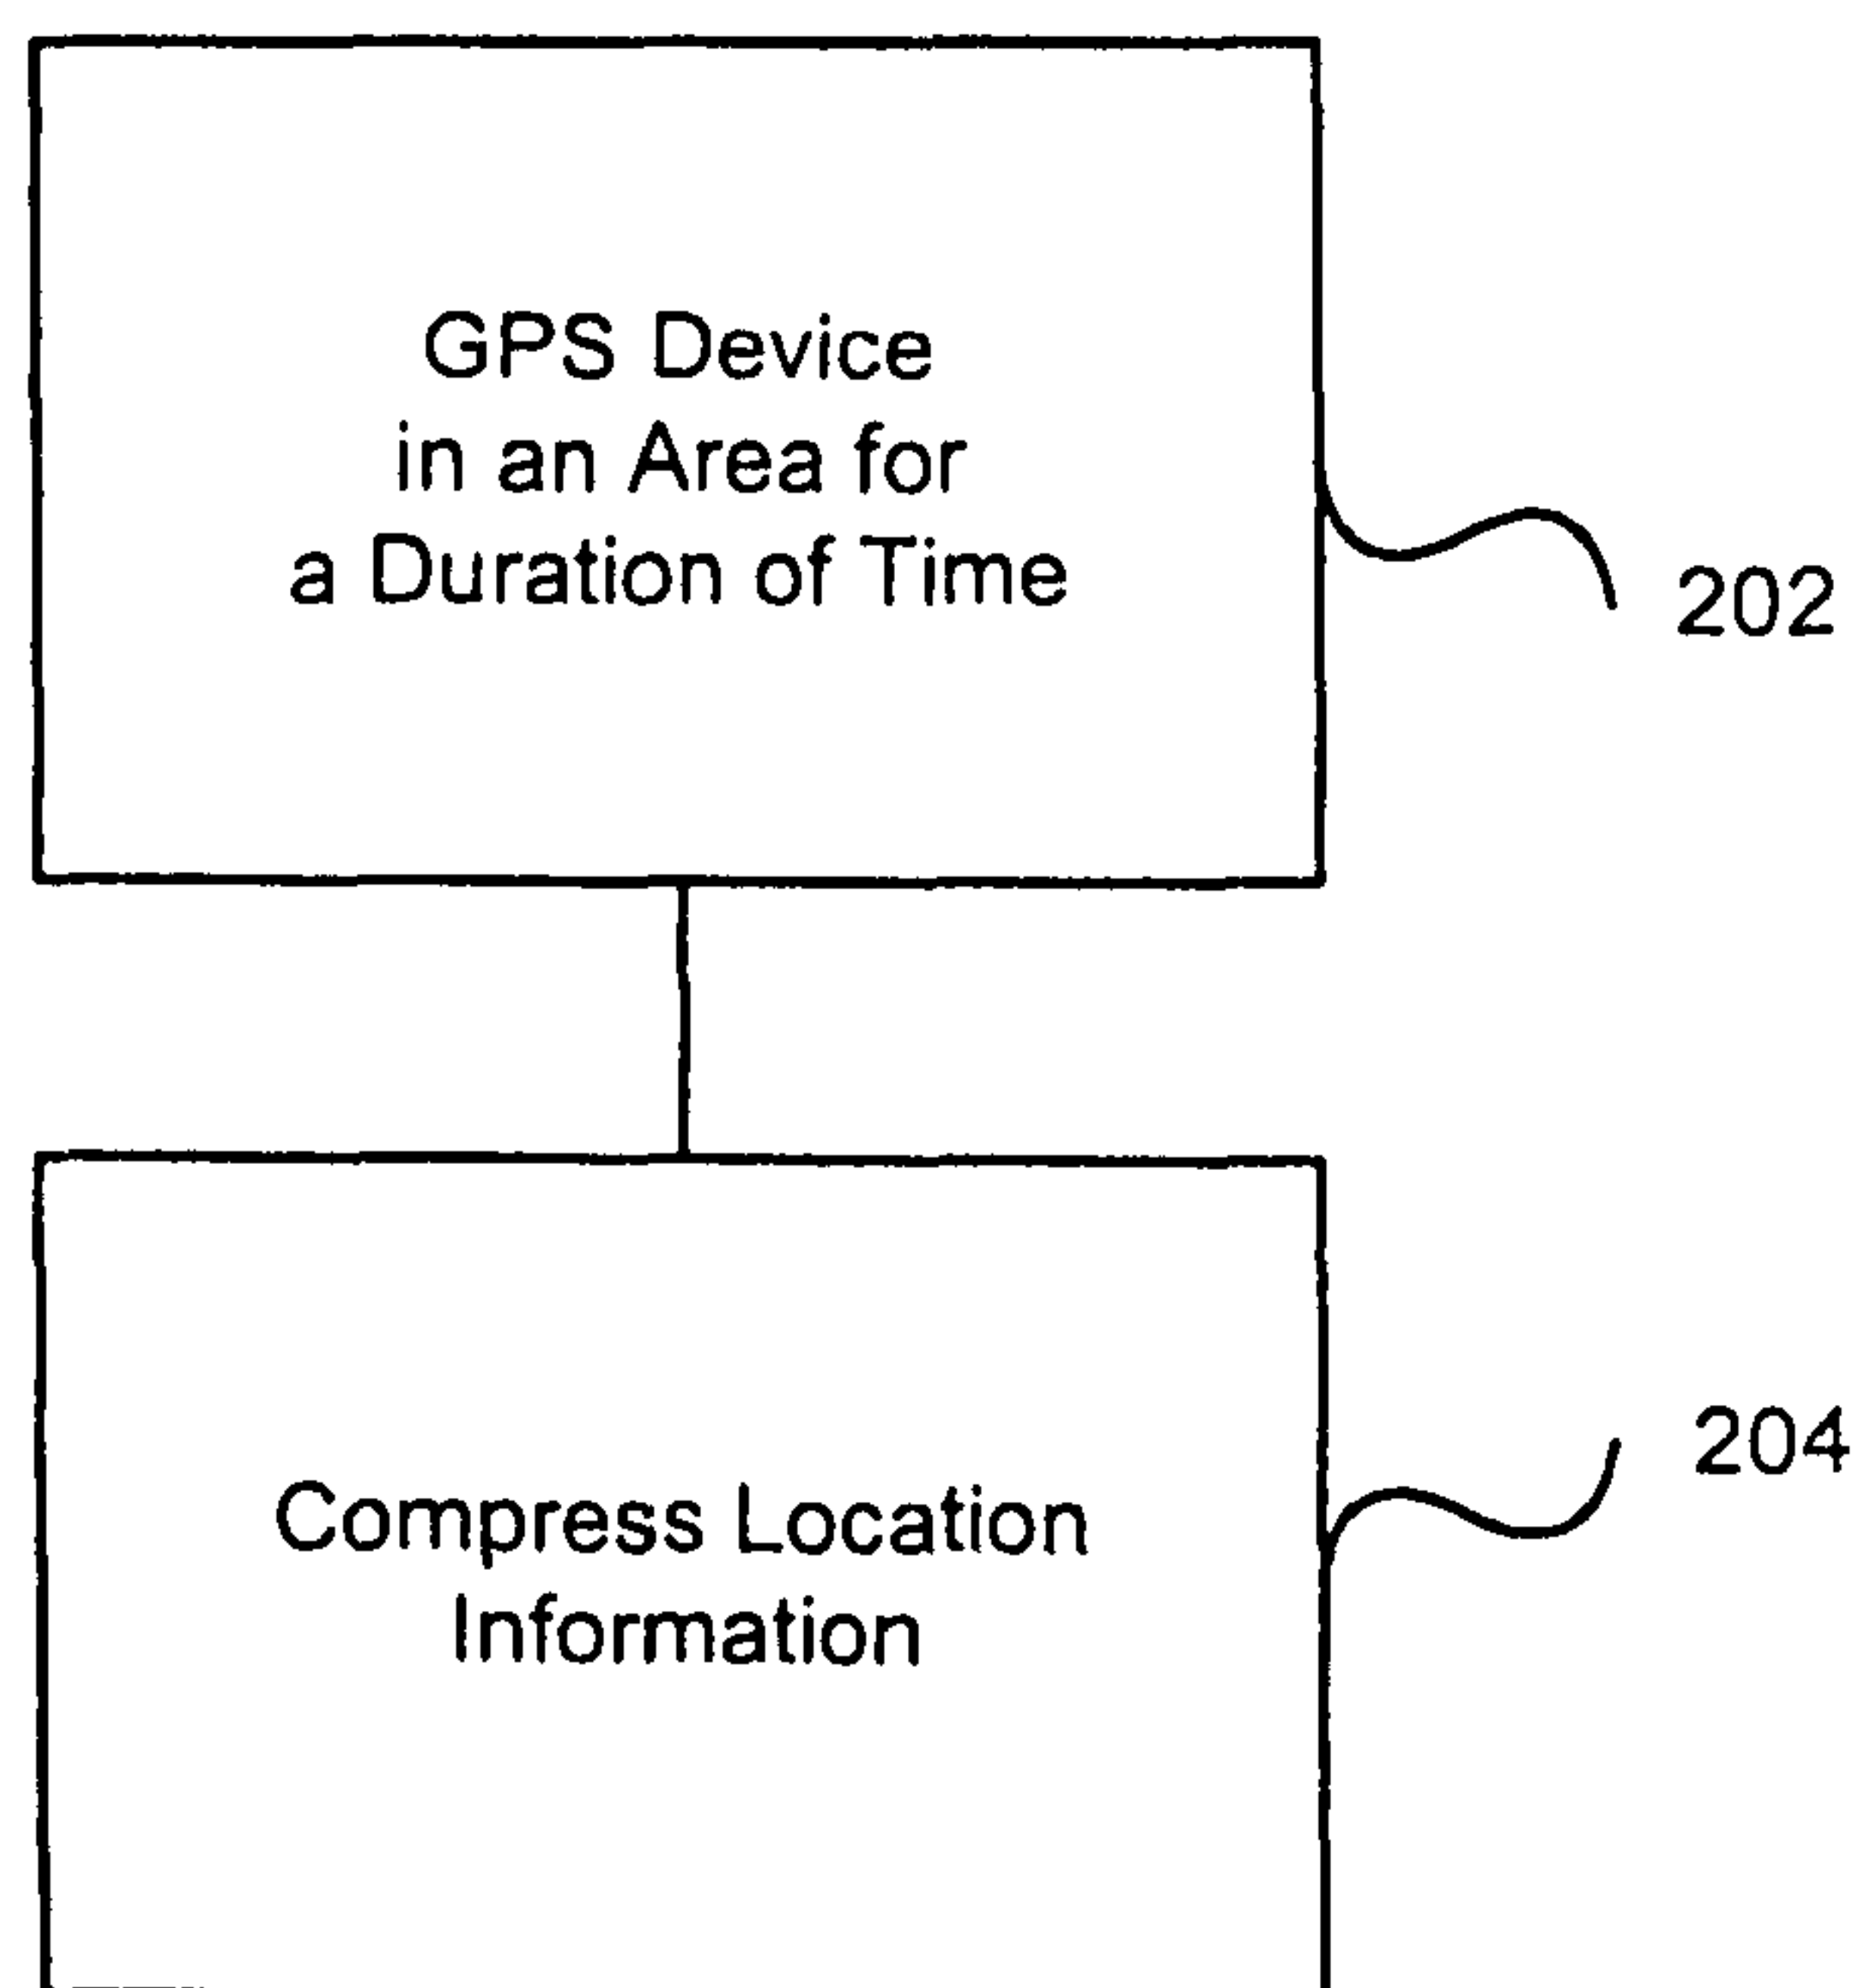 GPS Device
in an Area for
a Duration of Time
202
204
Compress Location
Information